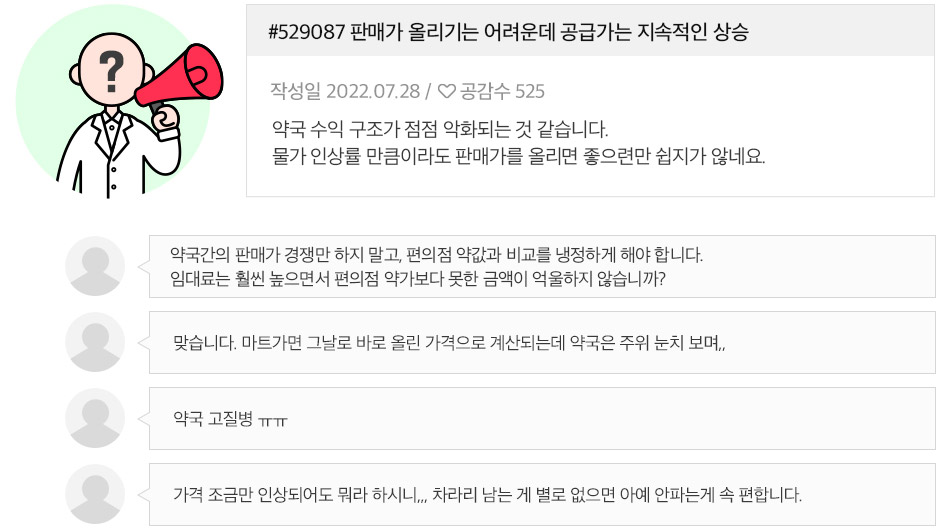 ?
#529087 판매가 올리기는 어려운데 공급가는 지속적인 상승
작성일 2022.07.28 / ♡ 공감수 525
약국 수익 구조가 점점 악화되는 것 같습니다.
물가 인상률 만큼이라도 판매가를 올리면 좋으련만 쉽지가 않네요.
약국간의 판매가 경쟁만 하지 말고, 편의점 약값과 비교를 냉정하게 해야 합니다.
임대료는 훨씬 높으면서 편의점 약가보다 못한 금액이 억울하지 않습니까?
맞습니다. 마트가면 그날로 바로 올린 가격으로 계산되는데 약국은 주위 눈치 보며,,
약국 고질병 ㅠㅠ
가격 조금만 인상되어도 뭐라 하시니,,, 차라리 남는 게 별로 없으면 아예 안파는게 속 편합니다.